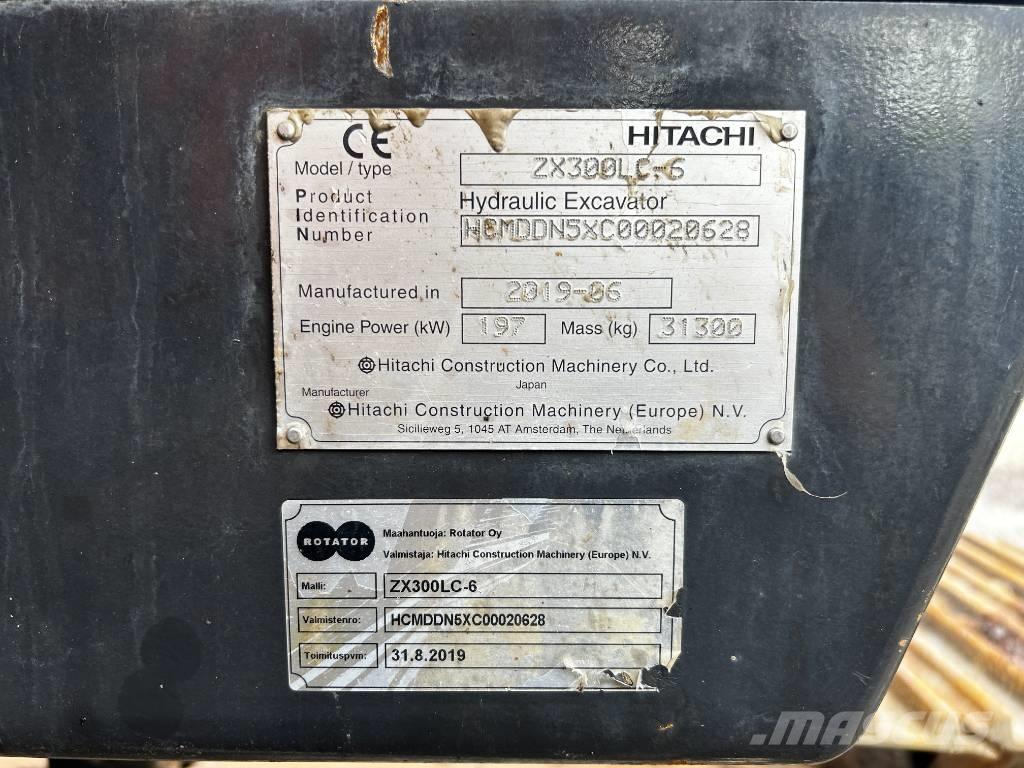 CE HITACHI
Model / type ZX300LC-6
Product Hydraulic Excavator
Identification
Number HCMDDN5XC00020628
Manufactured in 2019-06
Engine Power (kW) 197 Mass (kg) 31300
Hitachi Construction Machinery Co., Ltd.
Japan
Manufacturer
Hitachi Construction Machinery (Europe) N.V.
Sicilieweg 5, 1045 AT Amsterdam, The Netherlands
ROTATOR
Maahantuoja: Rotator Oy
Valmistaja: Hitachi Construction Machinery (Europe) N.V.
Malli: ZX300LC-6
Valmistenro: HCMDDN5XC00020628
Toimituspvm: 31.8.2019
MASCUS